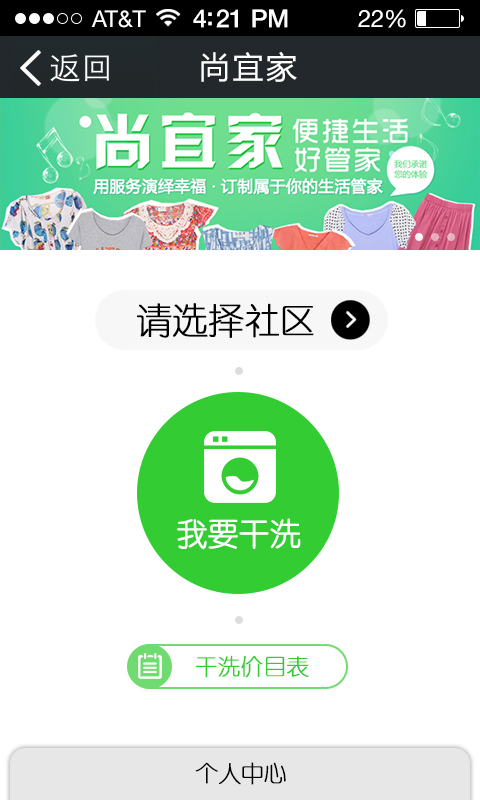 AT&T 4:21 PM 22%
返回 尚宜家
尚宜家 便捷生活
好管家
我们承诺
您的体验
用服务演绎幸福·订制属于你的生活管家
请选择社区
我要干洗
干洗价目表
个人中心